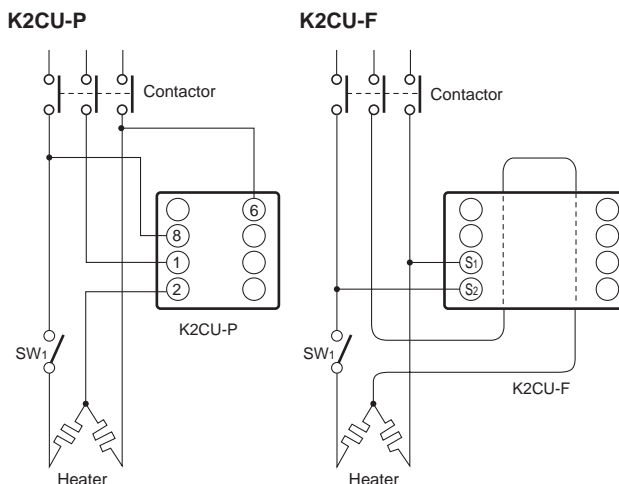 K2CU-P
K2CU-F
Contactor
Contactor
6
8
1
2
S1
S2
K2CU-P
SW1
SW1
K2CU-F
Heater
Heater